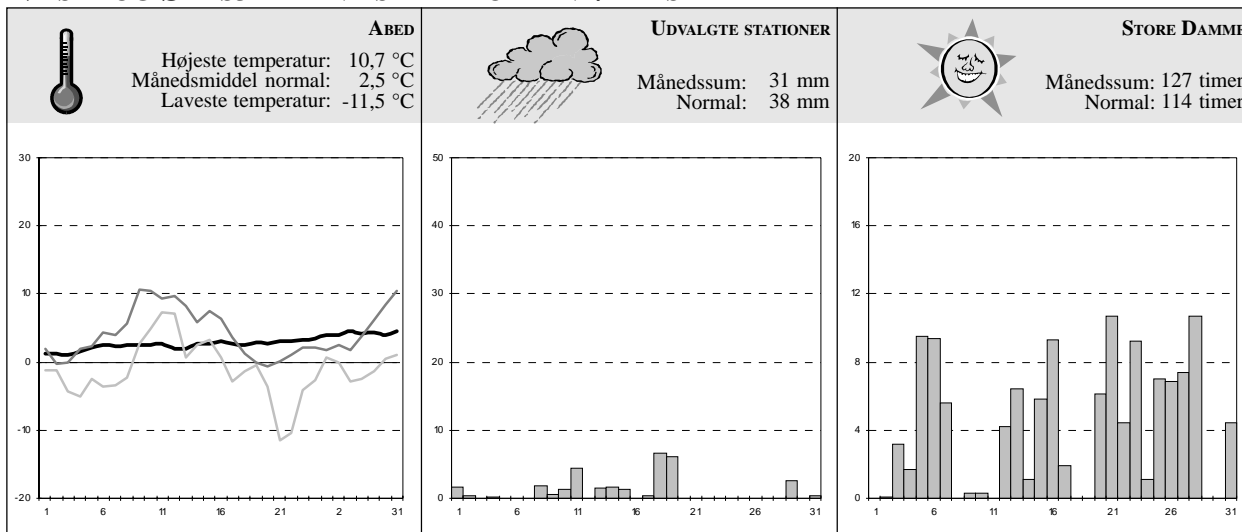 ABED
Højeste temperatur: 10,7 °C
Månedsmiddel normal: 2,5 °C
Laveste temperatur: -11,5 °C
UDVALGTE STATIONER
Månedssum: 31 mm
Normal: 38 mm
STORE DAMME
Månedssum: 127 timer
Normal: 114 timer
30
20
10
0
-10
-20
1 6 11 16 21 2 31
50
40
30
20
10
0
1 6 11 16 21 26 31
20
16
12
8
4
0
1 6 11 16 21 26 31